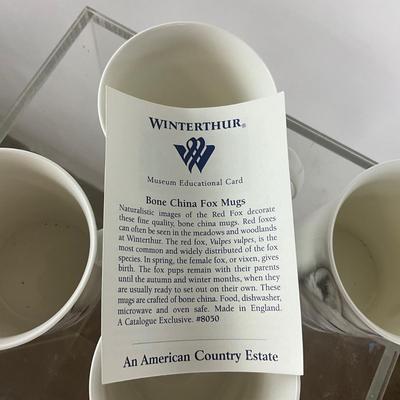 WINTERTHUR®
Museum Educational Card
Bone China Fox Mugs
Naturalistic images of the Red Fox decorate
these fine quality, bone china mugs. Red foxes
can often be seen in the meadows and woodlands
at Winterthur. The red fox, Vulpes vulpes, is the
most common and widely distributed of the fox
species. In spring, the female fox, or vixen, gives
birth. The fox pups remain with their parents
until the autumn and winter months, when they
are usually ready to set out on their own. These
mugs are crafted of bone china. Food, dishwasher,
microwave and oven safe. Made in England.
A Catalogue Exclusive. #8050
An American Country Estate